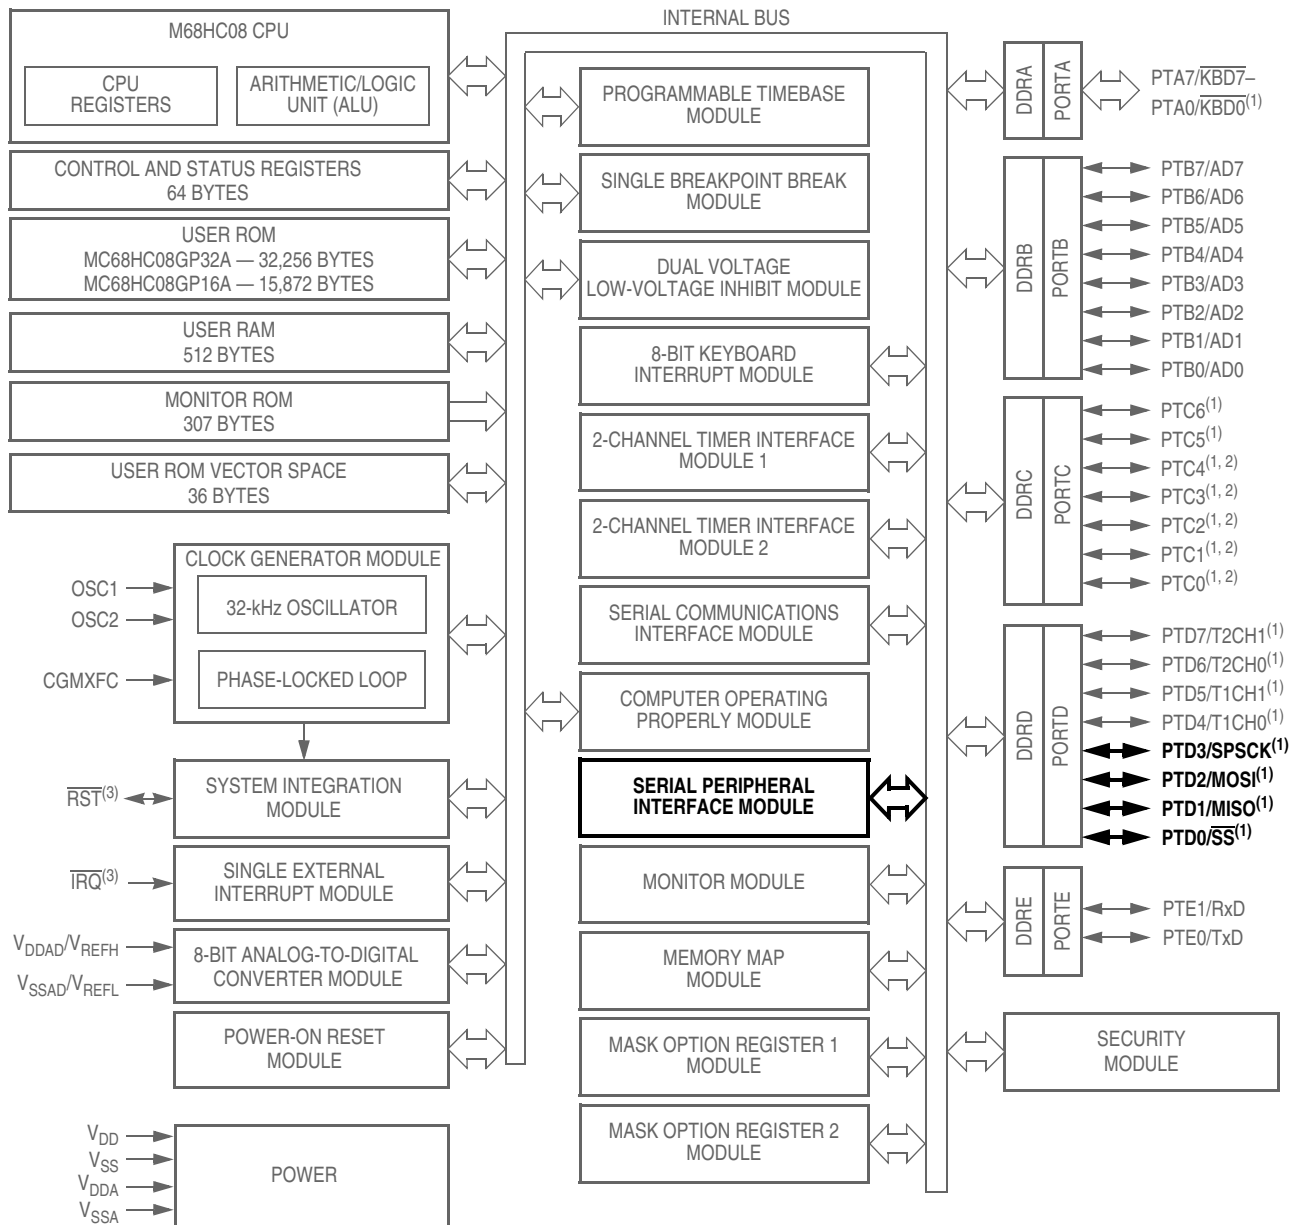 INTERNAL BUS
M68HC08 CPU
CPU
REGISTERS
ARITHMETIC/LOGIC
UNIT (ALU)
CONTROL AND STATUS REGISTERS
64 BYTES
USER ROM
MC68HC08GP32A — 32,256 BYTES
MC68HC08GP16A — 15,872 BYTES
USER RAM
512 BYTES
MONITOR ROM
307 BYTES
USER ROM VECTOR SPACE
36 BYTES
CLOCK GENERATOR MODULE
32-kHz OSCILLATOR
PHASE-LOCKED LOOP
OSC1
OSC2
CGMXFC
SYSTEM INTEGRATION
MODULE
RST(3)
SINGLE EXTERNAL
INTERRUPT MODULE
IRQ(3)
8-BIT ANALOG-TO-DIGITAL
CONVERTER MODULE
VDDAD/VREFH
VSSAD/VREFL
POWER-ON RESET
MODULE
VDD
VSS
VDDA
VSSA
POWER
PROGRAMMABLE TIMEBASE
MODULE
SINGLE BREAKPOINT BREAK
MODULE
DUAL VOLTAGE
LOW-VOLTAGE INHIBIT MODULE
8-BIT KEYBOARD
INTERRUPT MODULE
2-CHANNEL TIMER INTERFACE
MODULE 1
2-CHANNEL TIMER INTERFACE
MODULE 2
SERIAL COMMUNICATIONS
INTERFACE MODULE
COMPUTER OPERATING
PROPERLY MODULE
SERIAL PERIPHERAL
INTERFACE MODULE
MONITOR MODULE
MEMORY MAP
MODULE
MASK OPTION REGISTER 1
MODULE
MASK OPTION REGISTER 2
MODULE
DDRA
PORTA
PTA7/KBD7–
PTA0/KBD0(1)
DDRB
PORTB
PTB7/AD7
PTB6/AD6
PTB5/AD5
PTB4/AD4
PTB3/AD3
PTB2/AD2
PTB1/AD1
PTB0/AD0
DDRC
PORTC
PTC6(1)
PTC5(1)
PTC4(1, 2)
PTC3(1, 2)
PTC2(1, 2)
PTC1(1, 2)
PTC0(1, 2)
DDRD
PORTD
PTD7/T2CH1(1)
PTD6/T2CH0(1)
PTD5/T1CH1(1)
PTD4/T1CH0(1)
PTD3/SPSCK(1)
PTD2/MOSI(1)
PTD1/MISO(1)
PTD0/SS(1)
DDRE
PORTE
PTE1/RxD
PTE0/TxD
SECURITY
MODULE